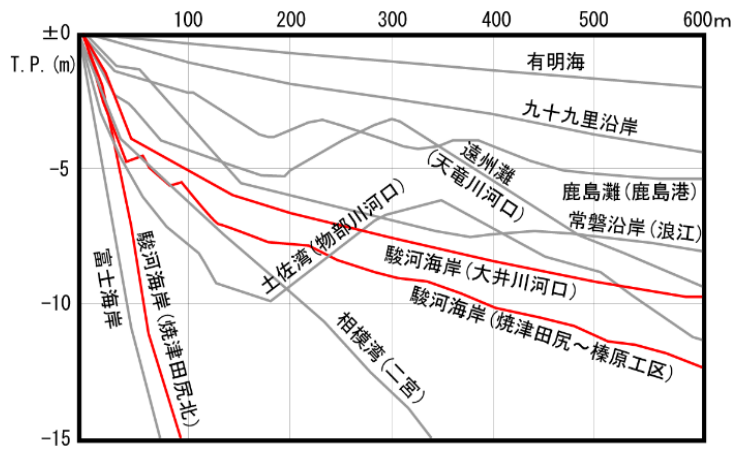 100 200 300 400 500 600m
±0
T.P.(m)
-5
-10
-15
有明海
九十九里沿岸
遠州灘
(天竜川河口)
鹿島灘(鹿島港)
常磐沿岸(浪江)
土佐湾(物部川河口)
駿河海岸(大井川河口)
駿河海岸(焼津田尻~榛原工区)
相模湾(二宮)
駿河海岸(焼津田尻北)
富士海岸